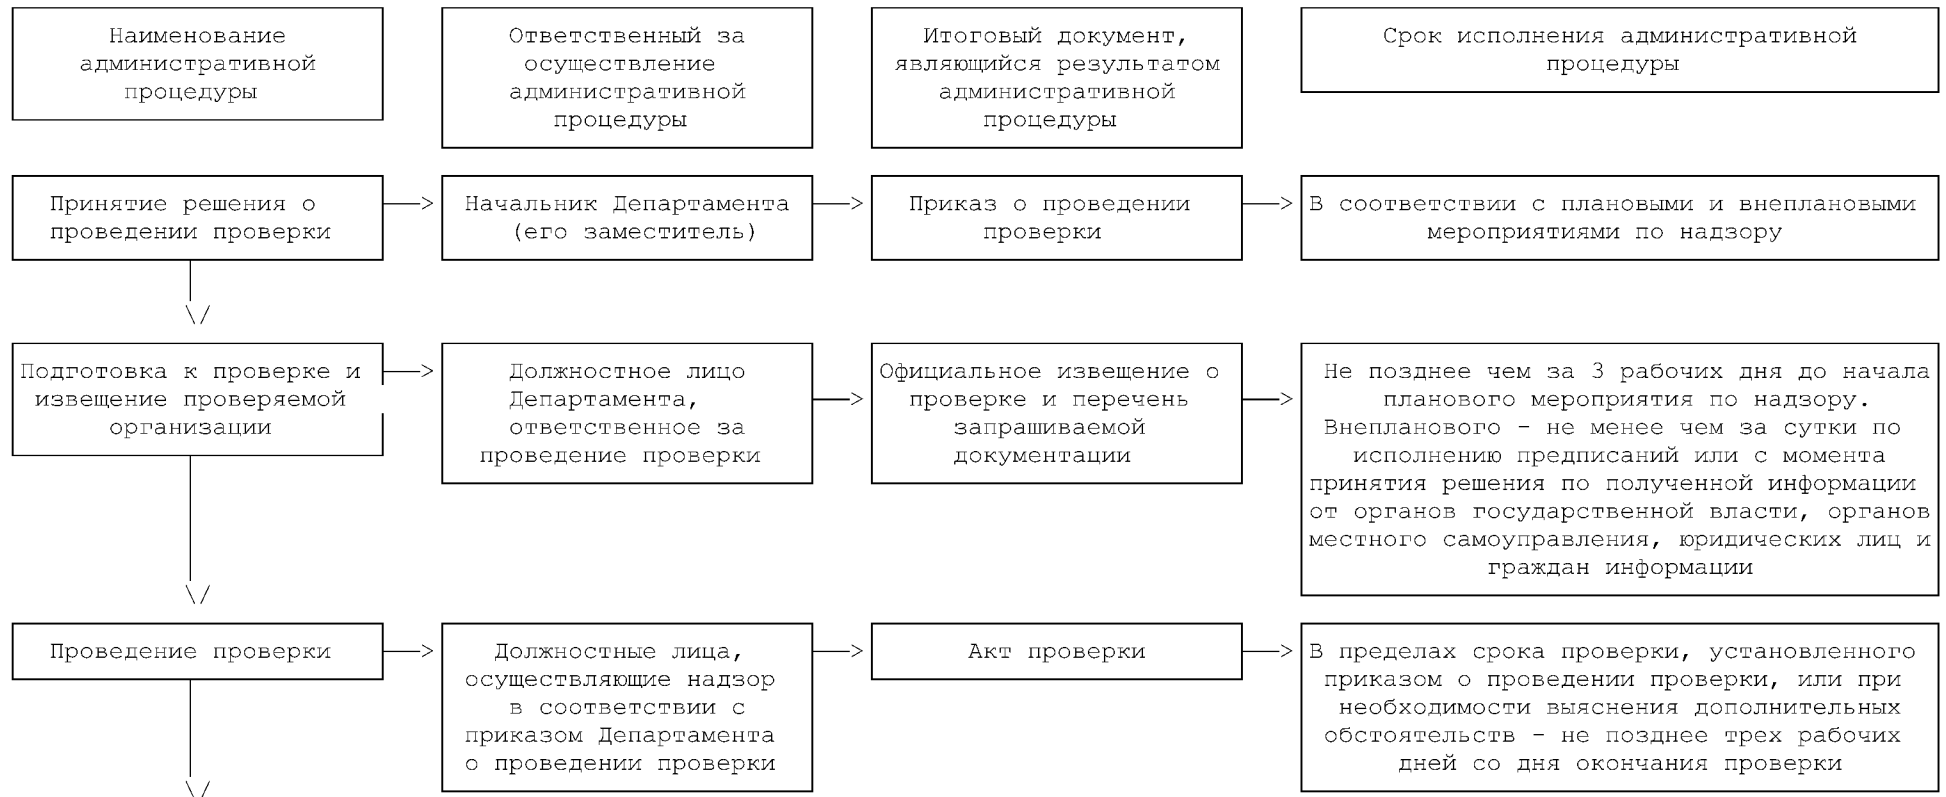 Наименование
административной
процедуры
Ответственный за
осуществление
административной
процедуры
Итоговый документ,
являющийся результатом
административной
процедуры
Срок исполнения административной
процедуры
Принятие решения о
проведении проверки
Начальник Департамента
(его заместитель)
Приказ о проведении
проверки
В соответствии с плановыми и внеплановыми
мероприятиями по надзору
Подготовка к проверке и
извещение проверяемой
организации
Должностное лицо
Департамента,
ответственное за
проведение проверки
Официальное извещение о
проверке и перечень
запрашиваемой
документации
Не позднее чем за 3 рабочих дня до начала
планового мероприятия по надзору.
Внепланового - не менее чем за сутки по
исполнению предписаний или с момента
принятия решения по полученной информации
от органов государственной власти, органов
местного самоуправления, юридических лиц и
граждан информации
Проведение проверки
Должностные лица,
осуществляющие надзор
в соответствии с
приказом Департамента
о проведении проверки
Акт проверки
В пределах срока проверки, установленного
приказом о проведении проверки, или при
необходимости выяснения дополнительных
обстоятельств - не позднее трех рабочих
дней со дня окончания проверки